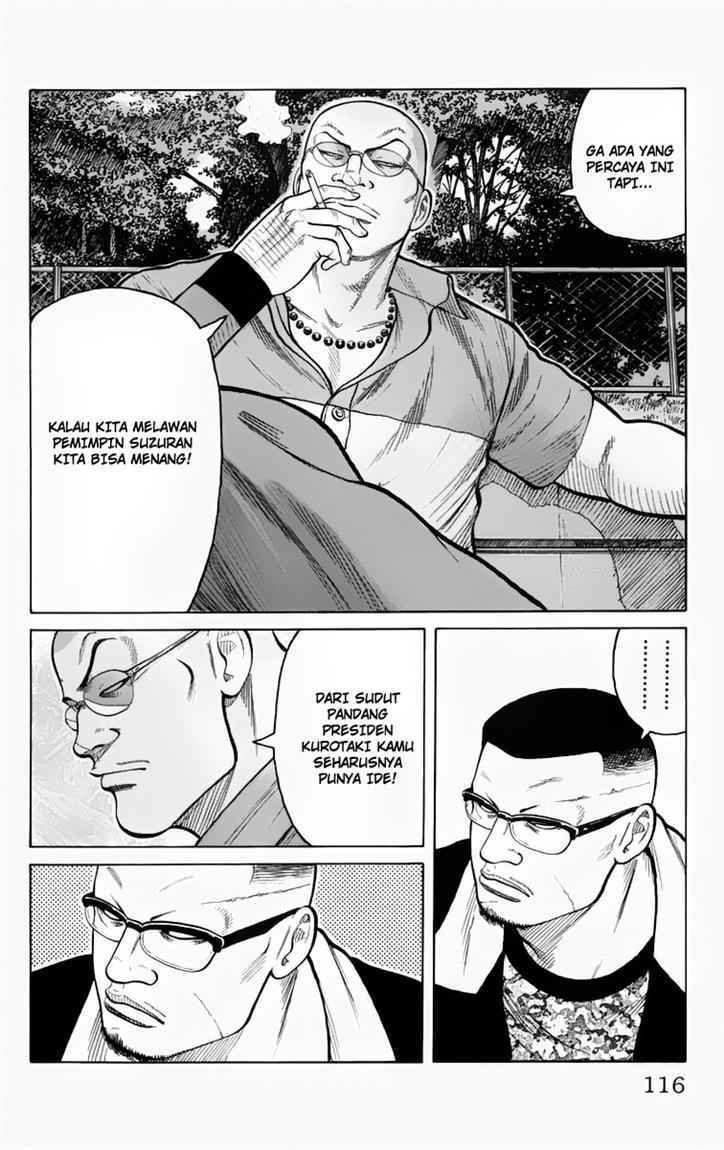 GA ADA YANG
PERCAYA INI
TAPI...
KALAU KITA MELAWAN
PEMIMPIN SUZURAN
KITA BISA MENANG!
.......
.......
DARI SUDUT
PANDANG
PRESIDEN
KUROTAKI KAMU
SEHARUSNYA
PUNYA IDE!
116